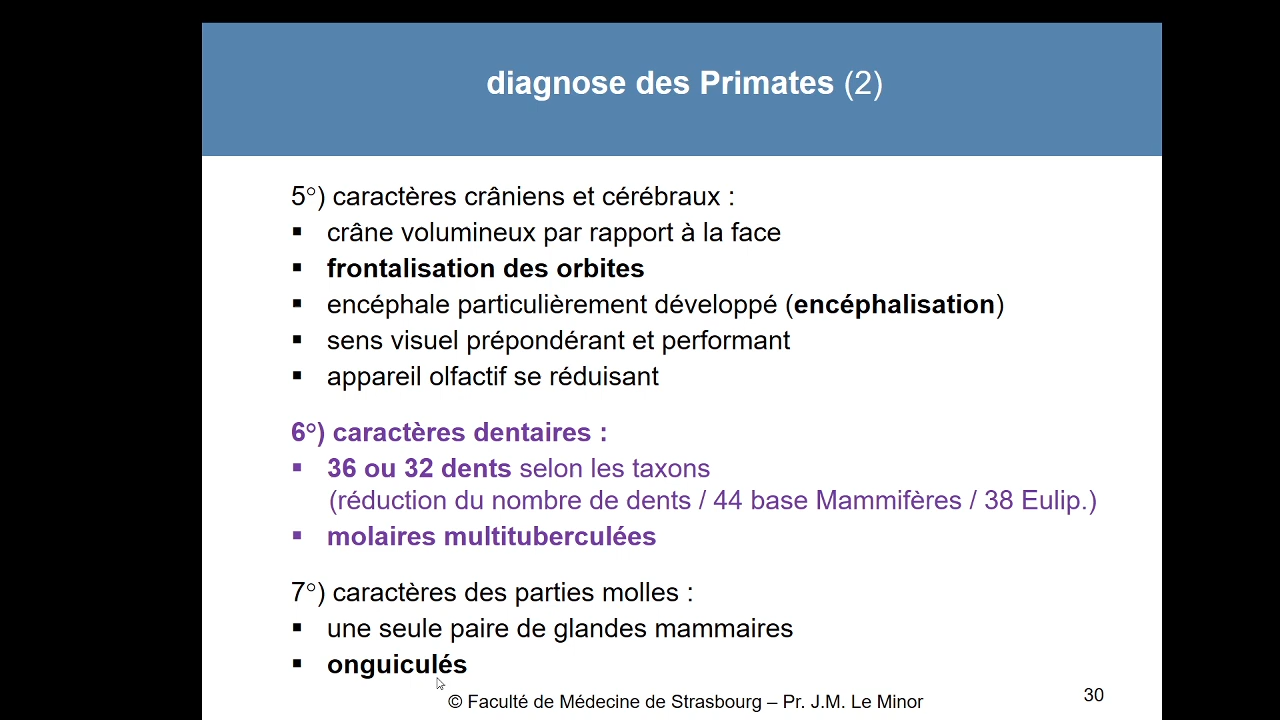 diagnose des Primates (2)
5°) caractères crâniens et cérébraux :
▪ crâne volumineux par rapport à la face
▪ frontalisation des orbites
▪ encéphale particulièrement développé (encéphalisation)
▪ sens visuel prépondérant et performant
▪ appareil olfactif se réduisant
6°) caractères dentaires :
▪ 36 ou 32 dents selon les taxons
(réduction du nombre de dents / 44 base Mammifères / 38 Eulip.)
▪ molaires multituberculées
7°) caractères des parties molles :
▪ une seule paire de glandes mammaires
▪ onguiculés
© Faculté de Médecine de Strasbourg – Pr. J.M. Le Minor
30